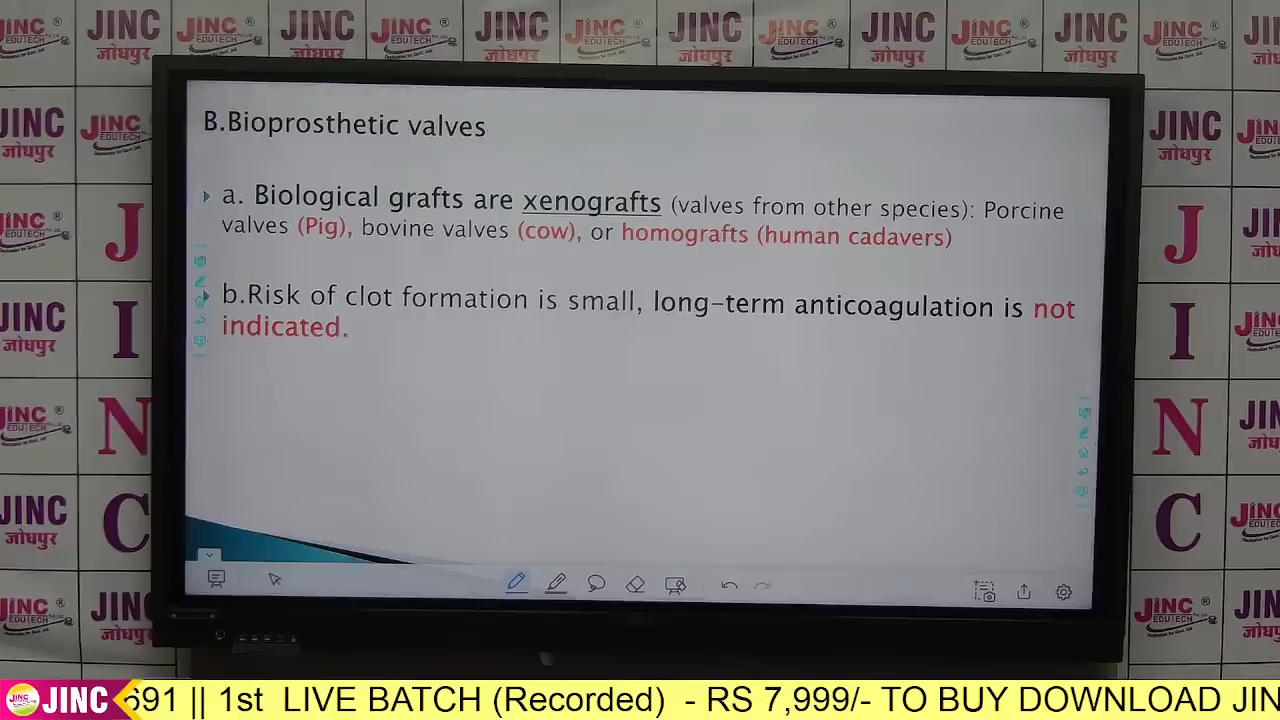 B.Bioprosthetic valves
a. Biological grafts are xenografts (valves from other species): Porcine
valves (Pig), bovine valves (cow), or homografts (human cadavers)
b.Risk of clot formation is small, long-term anticoagulation is not
indicated.
JINC
जोधपुर
JINC ®
EDUTECH
J
I
N
C
J
I
N
C
JINC 691 || 1st LIVE BATCH (Recorded) - RS 7,999/- TO BUY DOWNLOAD JIN